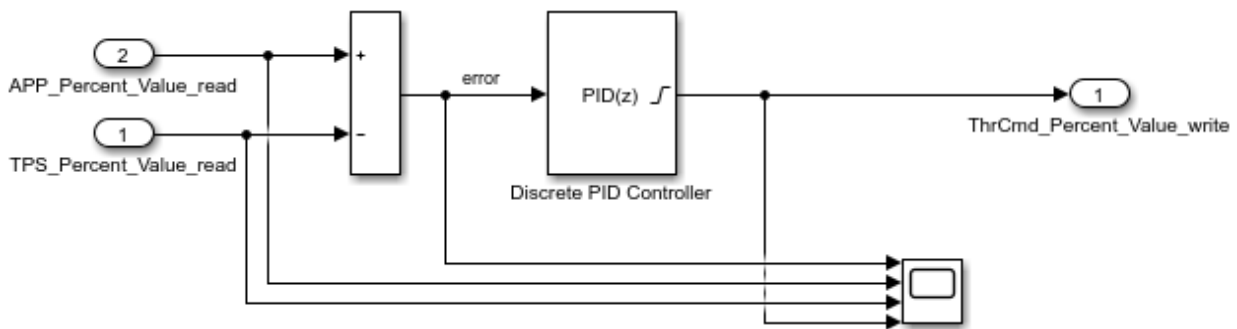 2
APP_Percent_Value_read
1
TPS_Percent_Value_read
+
−
error
PID(z)
Discrete PID Controller
1
ThrCmd_Percent_Value_write